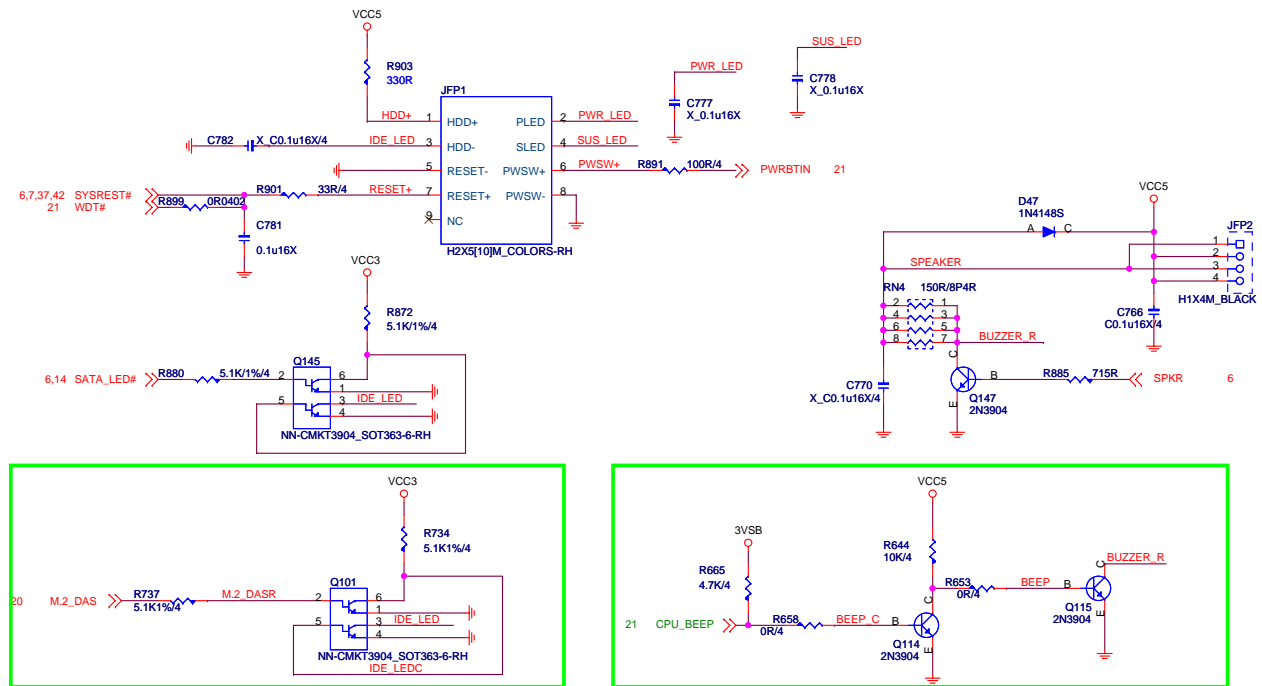 VCC5
R903
330R
JFP1
HDD+ 1 HDD+ PLED 2 PWR_LED
C782 X_C0.1u16X/4 IDE_LED 3 HDD- SLED 4 SUS_LED
5 RESET- PWSW+ 6 PWSW+ R891 100R/4 PWRBTIN 21
6,7,37,42 SYSREST# R901 33R/4 RESET+ 7 RESET+ PWSW- 8
21 WDT# R899 0R0402
9 NC
C781
0.1u16X
H2X5[10]M_COLORS-RH
PWR_LED
C777
X_0.1u16X
SUS_LED
C778
X_0.1u16X
VCC3
R872
5.1K/1%/4
Q145
6,14 SATA_LED# R880 5.1K/1%/4 2 6
1
5 3 IDE_LED
4
NN-CMKT3904_SOT363-6-RH
VCC5
D47
1N4148S
A C
JFP2
1
2
SPEAKER 3
4
H1X4M_BLACK
RN4 150R/8P4R
2 1
4 3
6 5
8 7
BUZZER_R
C766
C0.1u16X/4
C770
X_C0.1u16X/4
C
B R885 715R SPKR 6
E
Q147
2N3904
VCC3
R734
5.1K1%/4
Q101
20 M.2_DAS R737 M.2_DASR 2 6
5.1K1%/4
1
5 3 IDE_LED
4
NN-CMKT3904_SOT363-6-RH
IDE_LEDC
VCC5
3VSB
R644
10K/4
R665
4.7K/4
C BUZZER_R
R653 BEEP B
0R/4
E
Q115
2N3904
C
21 CPU_BEEP R658 BEEP_C B
0R/4
E
Q114
2N3904